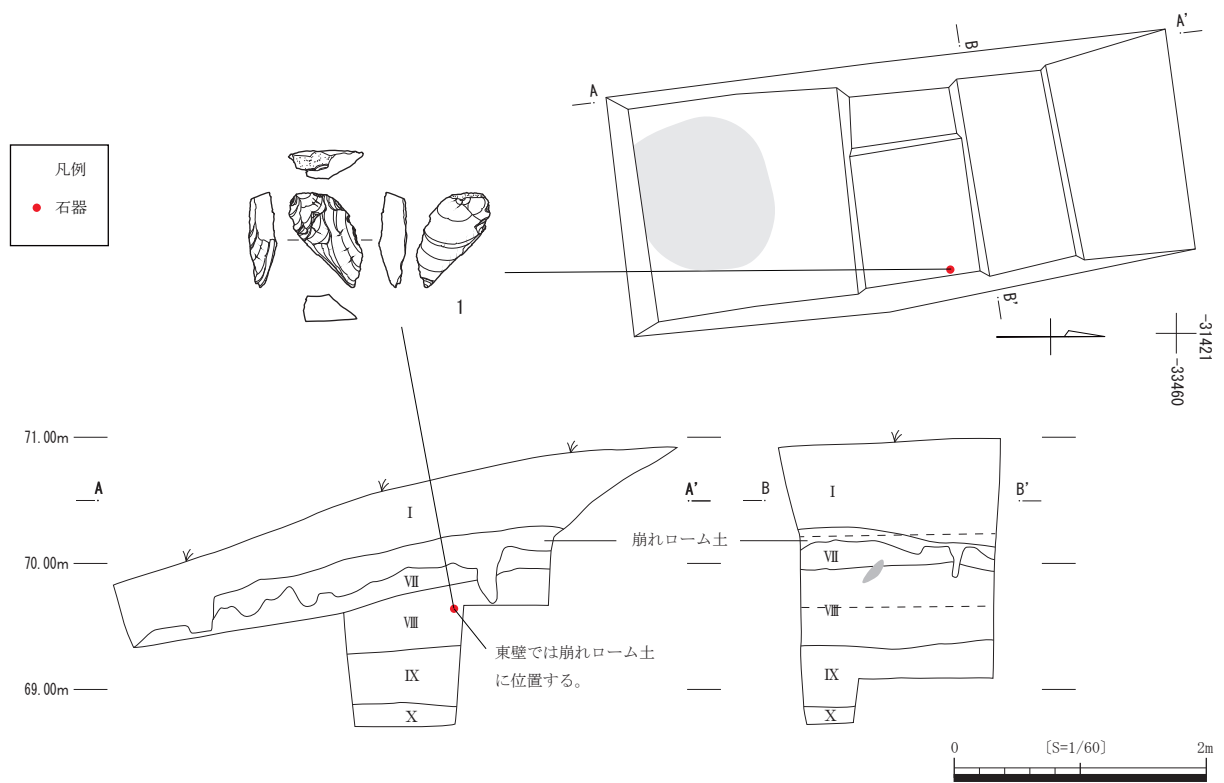 凡例
石器
1
A
A'
B
B'
-31421
-33460
71.00m
70.00m
69.00m
A
A'
Ⅰ
Ⅶ
Ⅷ
Ⅸ
Ⅹ
崩れローム土
東壁では崩れローム土
に位置する。
B
B'
Ⅰ
Ⅶ
Ⅷ
Ⅸ
Ⅹ
0 〔S=1/60〕 2m